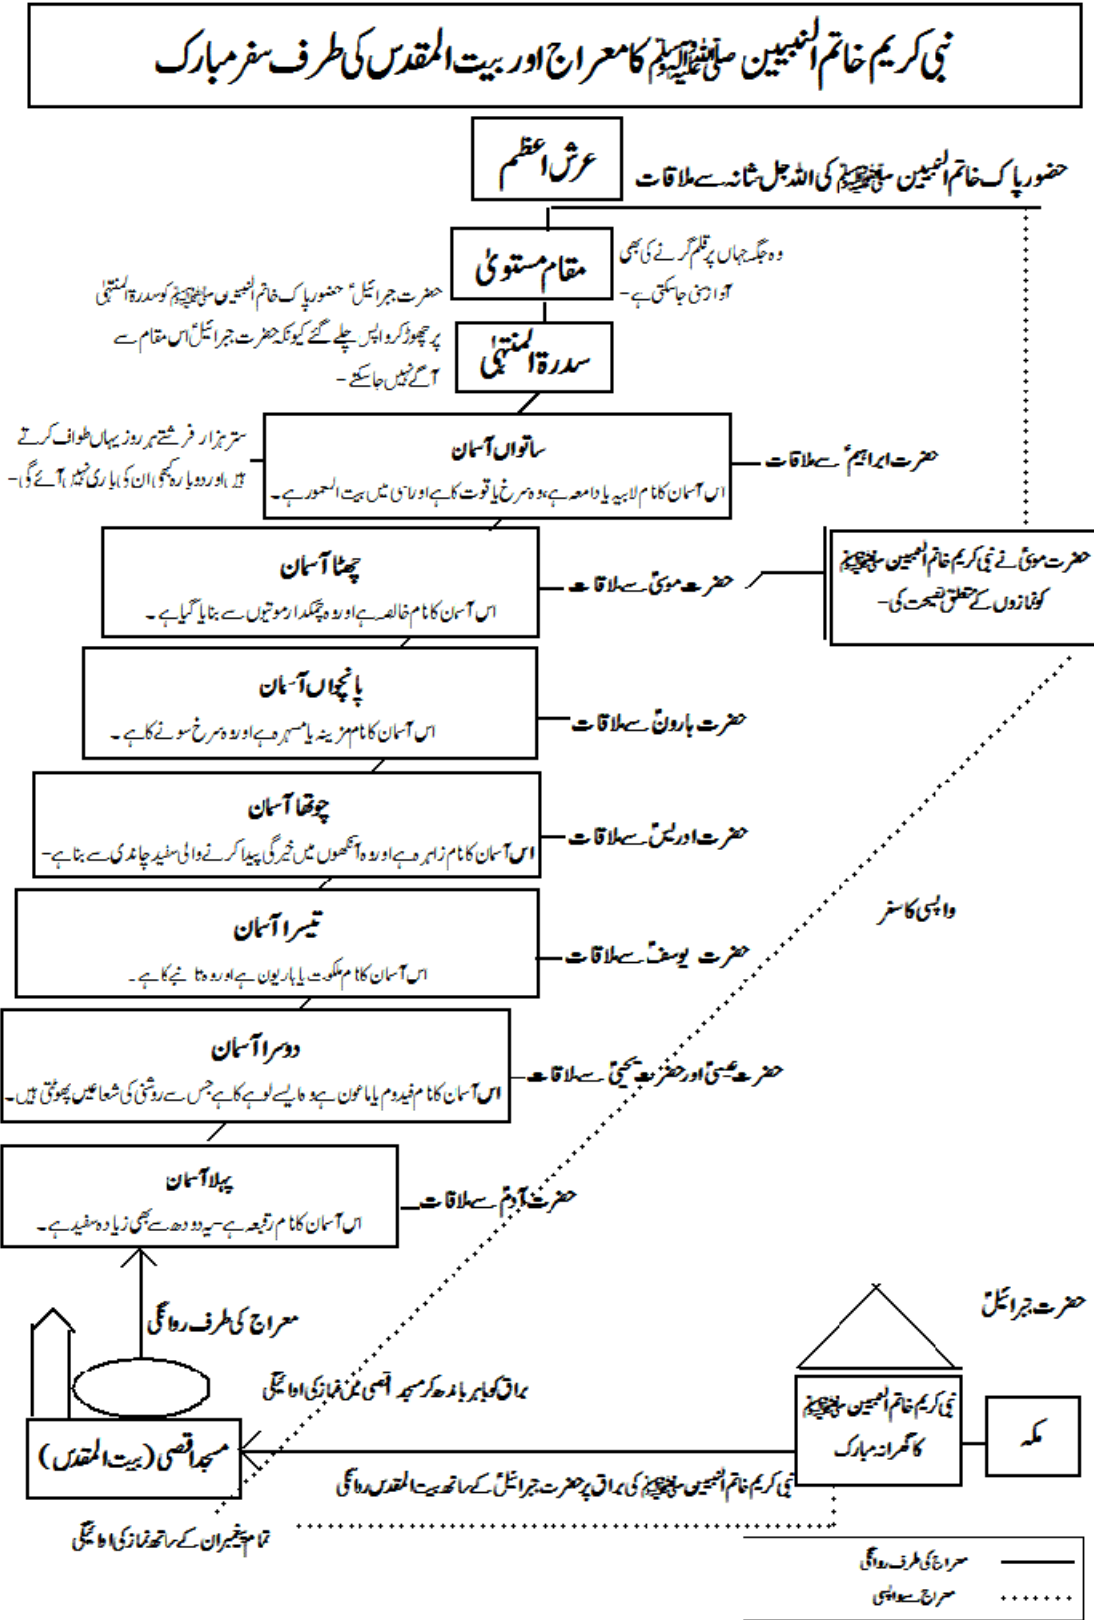 نبی کریم خاتم النبیین ﷺ کا معراج اور بیت المقدس کی طرف سفر مبارک
عرش اعظم
حضور پاک خاتم النبیین ﷺ کی اللہ جل شانہ سے ملاقات
مقام مستویٰ
وہ جگہ جہاں پر قلم گرنے کی بھی
آواز سنی جاسکتی ہے-
حضرت جبرائیلؑ حضور پاک خاتم النبیین ﷺ کو سدرۃ المنتہیٰ
پر چھوڑ کر واپس چلے گئے کیونکہ حضرت جبرائیلؑ اس مقام سے
آگے نہیں جاسکتے -
سدرۃ المنتہیٰ
ستر ہزار فرشتے ہر روز یہاں طواف کرتے
ہیں اور دوبارہ کبھی ان کی باری نہیں آئے گی-
ساتواں آسمان
اس آسمان کا نام لابیہ یا دامعہ ہے، وہ سرخ یاقوت کا ہے اور اسی میں بیت المعمور ہے۔
حضرت ابراہیمؑ سے ملاقات
چھٹا آسمان
اس آسمان کا نام خالصہ ہے اور وہ چمکدار موتیوں سے بنایا گیا ہے ۔
حضرت موسیٰؑ سے ملاقات
حضرت موسیٰؑ نے نبی کریم خاتم النبیین ﷺ
کو نمازوں کے متعلق نصیحت کی-
پانچواں آسمان
اس آسمان کا نام مزینہ یا مسہرہ ہے اور وہ سرخ سونے کا ہے ۔
حضرت ہارونؑ سے ملاقات
چوتھا آسمان
اس آسمان کا نام زاہرہ ہے اور وہ آنکھوں میں خیرگی پیدا کرنے والی سفید چاندی سے بنا ہے-
حضرت ادریسؑ سے ملاقات
واپسی کا سفر
تیسرا آسمان
اس آسمان کا نام ملکوت یا ہاریون ہے اور وہ تانبے کا ہے ۔
حضرت یوسفؑ سے ملاقات
دوسرا آسمان
اس آسمان کا نام فیدوم یا ماعون ہے وہ ایسے لوہے کا ہے جس سے روشنی کی شعاعیں پھوٹتی ہیں۔
حضرت عیسیٰؑ اور حضرت یحییٰؑ سے ملاقات
پہلا آسمان
اس آسمان کا نام رقیعہ ہے-یہ دودھ سے بھی زیادہ سفید ہے ۔
حضرت آدمؑ سے ملاقات
معراج کی طرف روانگی
حضرت جبرائیلؑ
براق کو باہر باندھ کر مسجد اقصی میں نماز کی ادائیگی
نبی کریم خاتم النبیین ﷺ
کا گھرانہ مبارک
مکہ
مسجد اقصی (بیت المقدس)
نبی کریم خاتم النبیین ﷺ کی براق پر حضرت جبرائیلؑ کے ساتھ بیت المقدس روانگی
تمام پیغمبران کے ساتھ نماز کی ادائیگی
معراج کی طرف روانگی
معراج سے واپسی